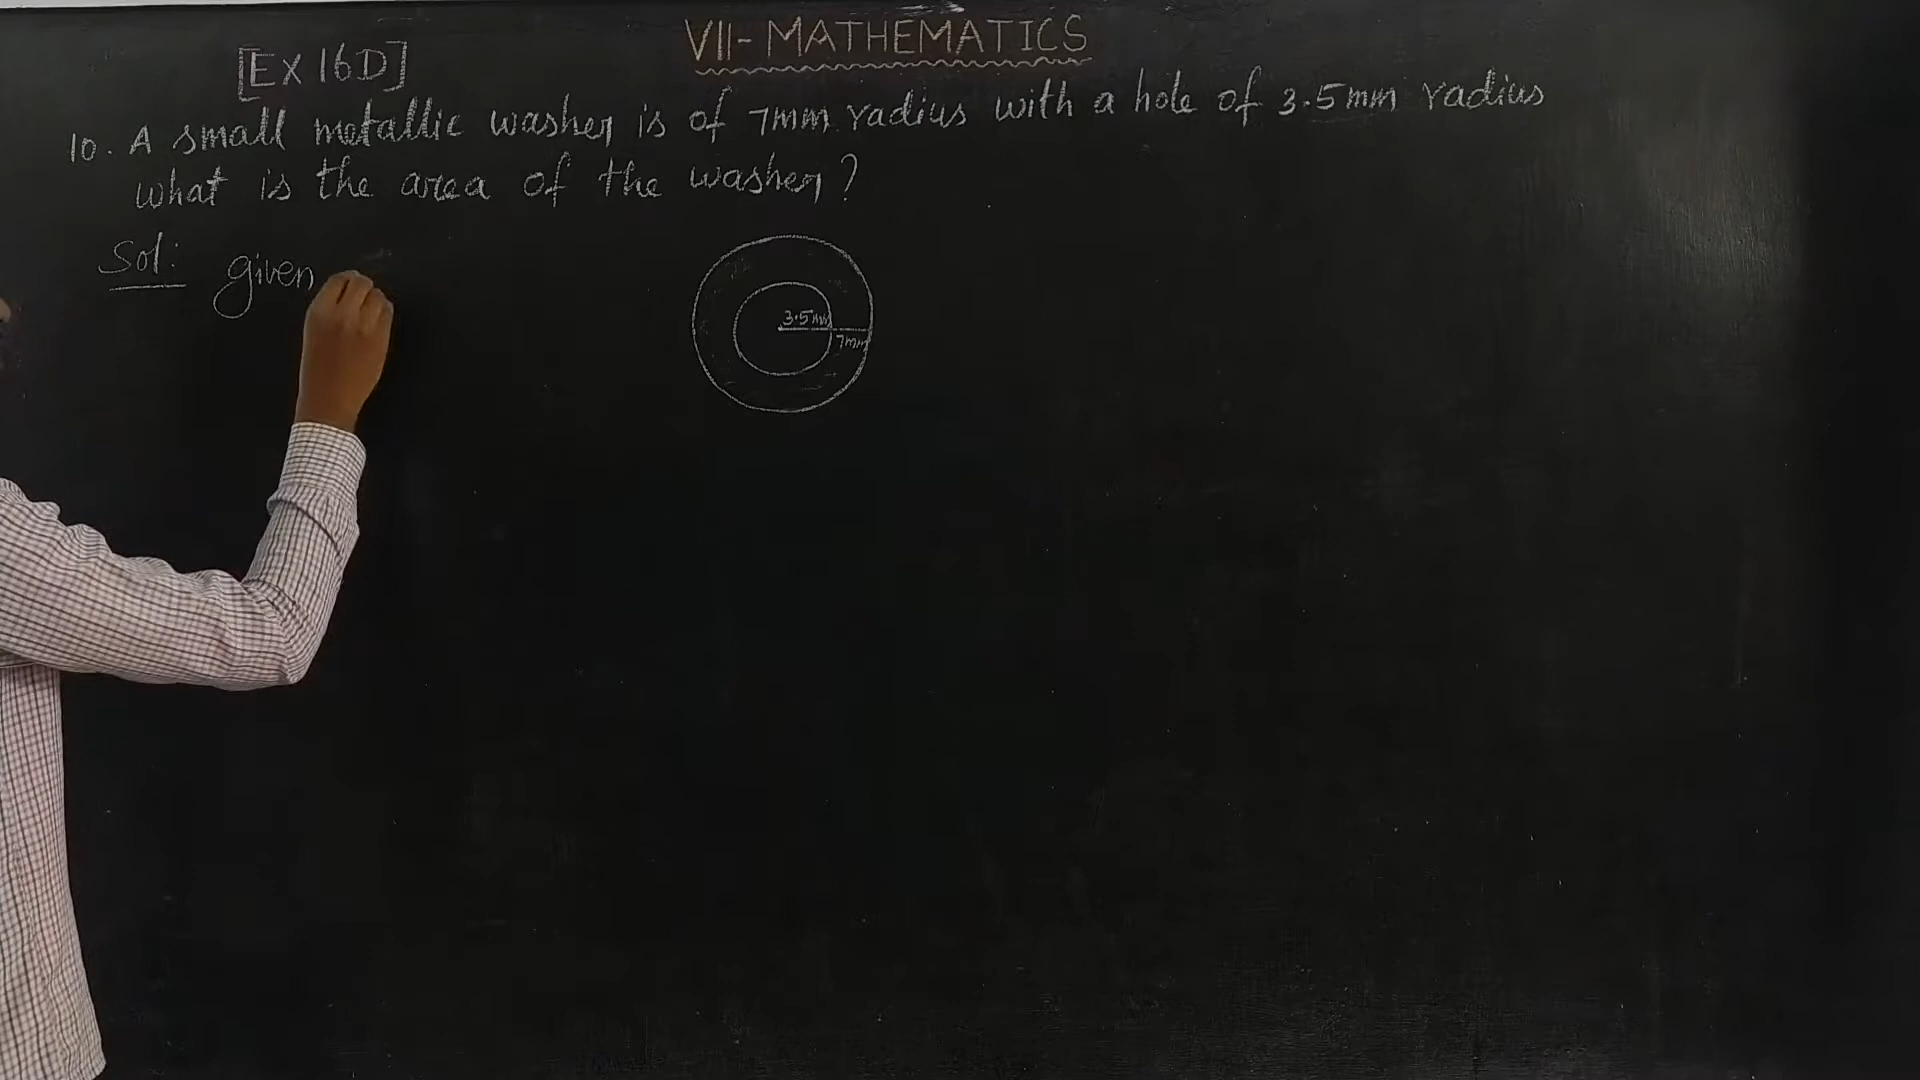 VII- MATHEMATICS
[EX 16D]
10. A small metallic washer is of 7mm radius with a hole of 3.5mm radius
what is the area of the washer?
Sol: given
3.5mm
7mm